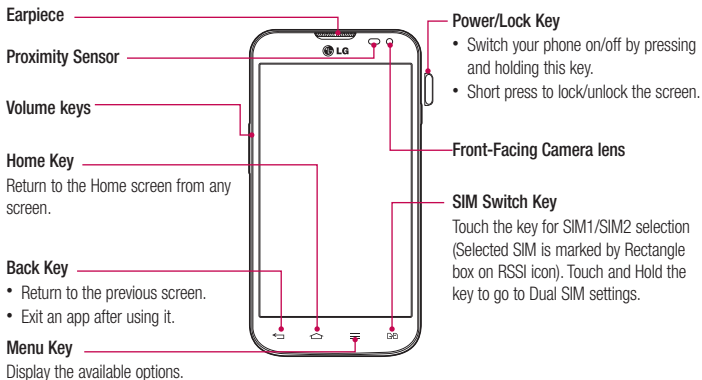 Earpiece
Proximity Sensor
Volume keys
Home Key
Return to the Home screen from any
screen.
Back Key
• Return to the previous screen.
• Exit an app after using it.
Menu Key
Display the available options.
LG
Power/Lock Key
• Switch your phone on/off by pressing
and holding this key.
• Short press to lock/unlock the screen.
Front-Facing Camera lens
SIM Switch Key
Touch the key for SIM1/SIM2 selection
(Selected SIM is marked by Rectangle
box on RSSI icon). Touch and Hold the
key to go to Dual SIM settings.